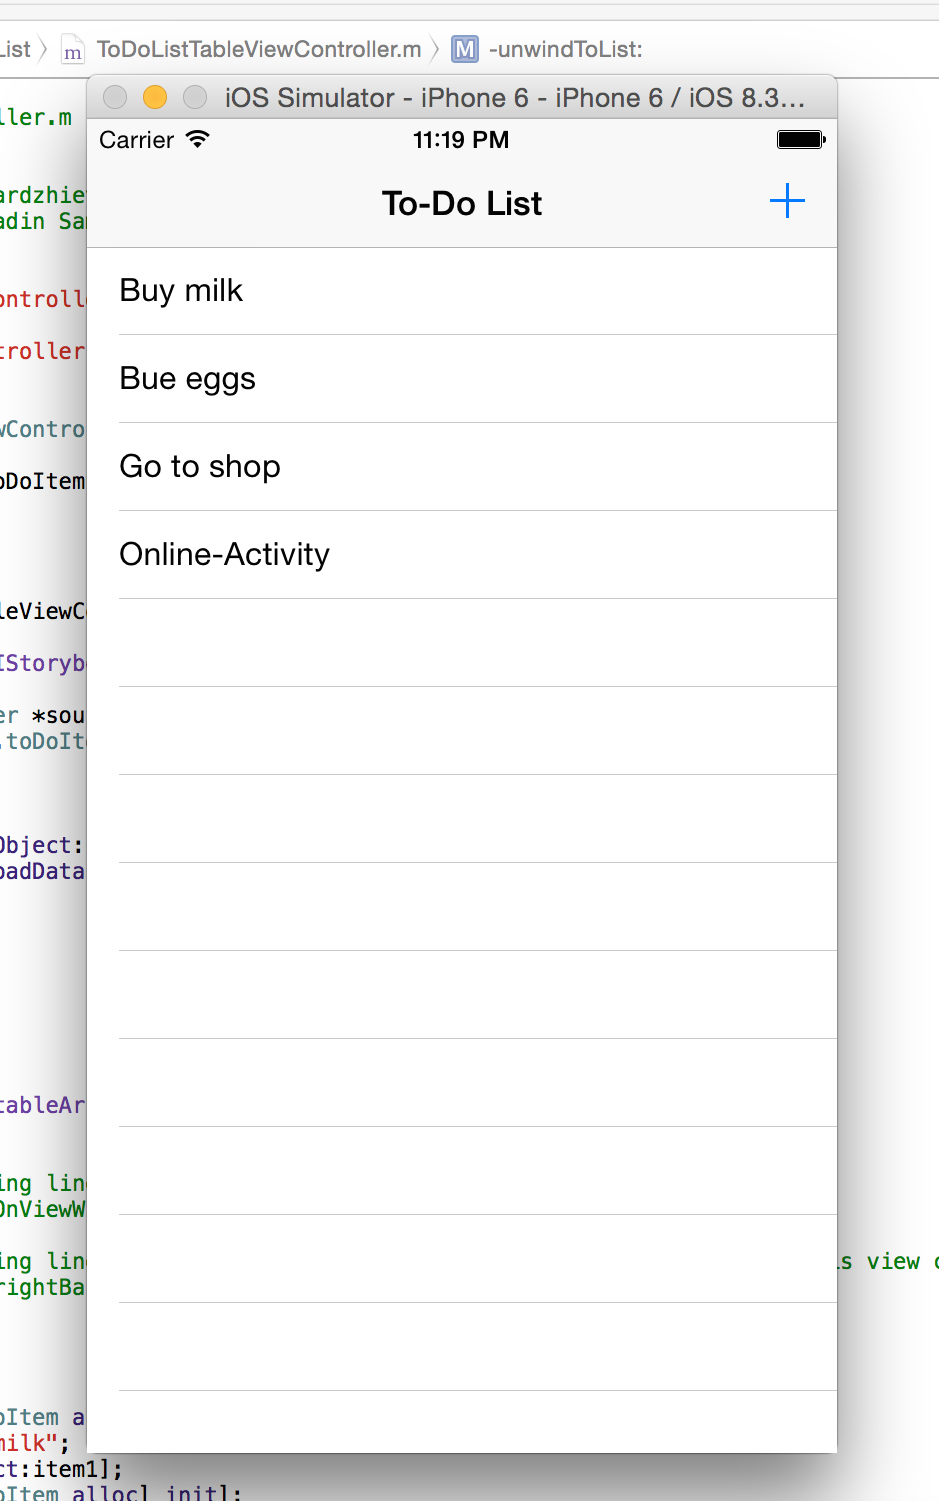 List 〉 m ToDoListTableViewController.m 〉 M -unwindToList:
iOS Simulator - iPhone 6 - iPhone 6 / iOS 8.3...
Carrier 11:19 PM
To-Do List +
Buy milk
Bue eggs
Go to shop
Online-Activity
ller.m
ardzhie
adin Sa
ontroll
troller
wContro
oDoItem
leViewC
IStoryb
er *sou
.toDoIt
Object:
oadData
tableAr
ing lin
OnViewW
ing lin
is view
rightBa
oItem a
milk";
ct:item1];
oItem alloc] init];